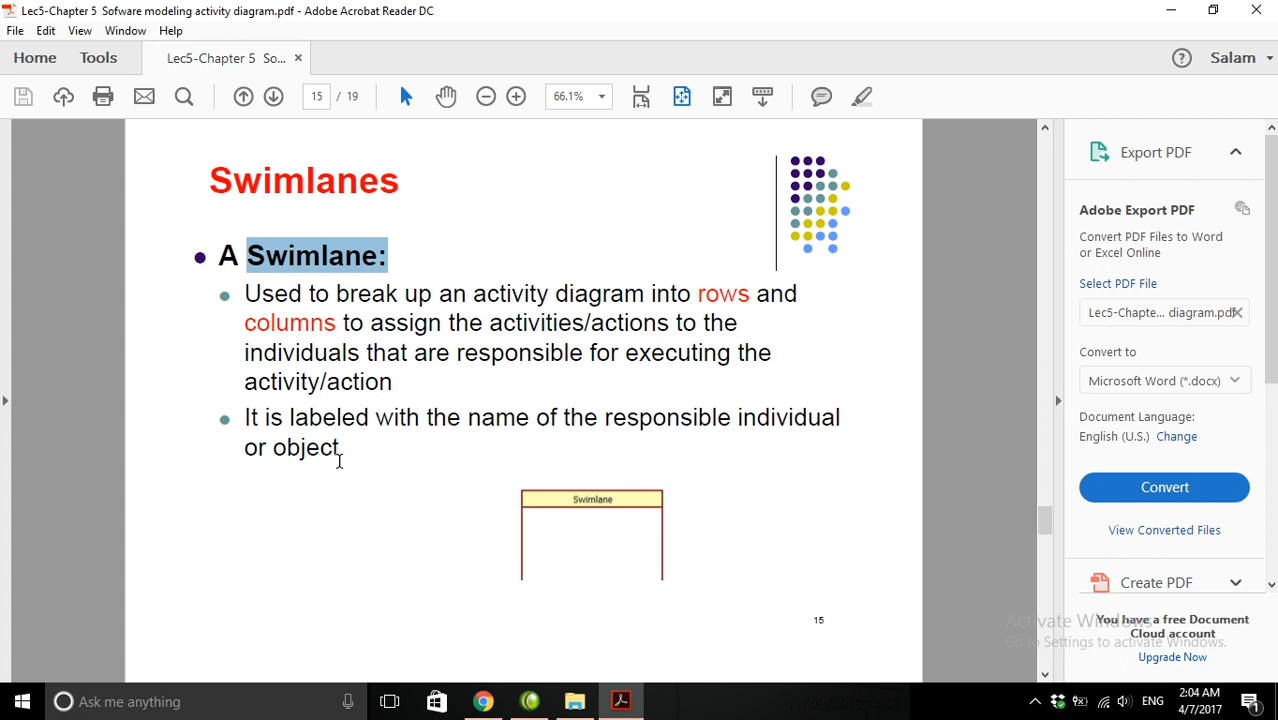 Lec5-Chapter 5 Sofware modeling activity diagram.pdf - Adobe Acrobat Reader DC
File Edit View Window Help
Home Tools Lec5-Chapter 5 So... × Salam
15 / 19 66.1%
Swimlanes
A Swimlane:
Used to break up an activity diagram into rows and
columns to assign the activities/actions to the
individuals that are responsible for executing the
activity/action
It is labeled with the name of the responsible individual
or object
Swimlane
15
Export PDF
Adobe Export PDF
Convert PDF Files to Word
or Excel Online
Select PDF File
Lec5-Chapte... diagram.pdf
Convert to
Microsoft Word (*.docx)
Document Language:
English (U.S.) Change
Convert
View Converted Files
Create PDF
You have a free Document
Cloud account
Upgrade Now
Activate Windows
Go to Settings to activate Windows.
Ask me anything
ENG
2:04 AM
4/7/2017
1